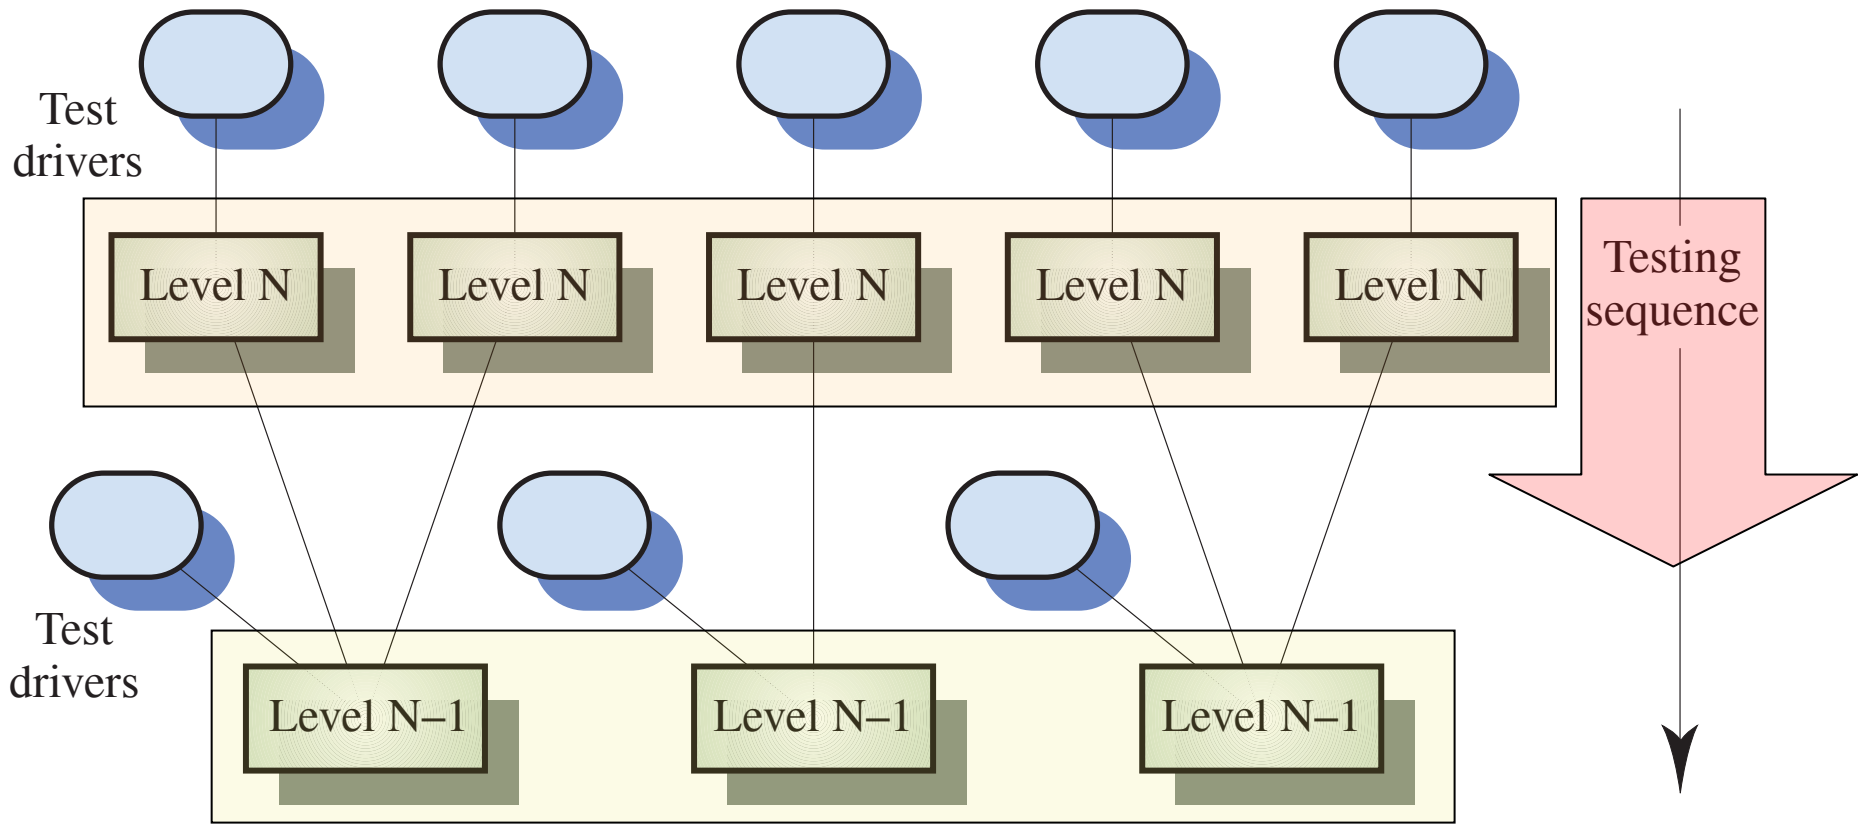 Test
drivers
Level N
Level N
Level N
Level N
Level N
Testing
sequence
Test
drivers
Level N–1
Level N–1
Level N–1